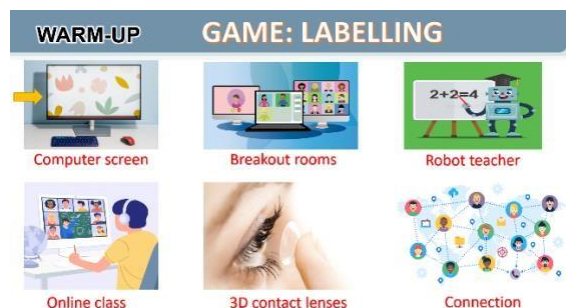 WARM-UP
GAME: LABELLING
2+2=4
Computer screen
Breakout rooms
Robot teacher
Online class
3D contact lenses
Connection